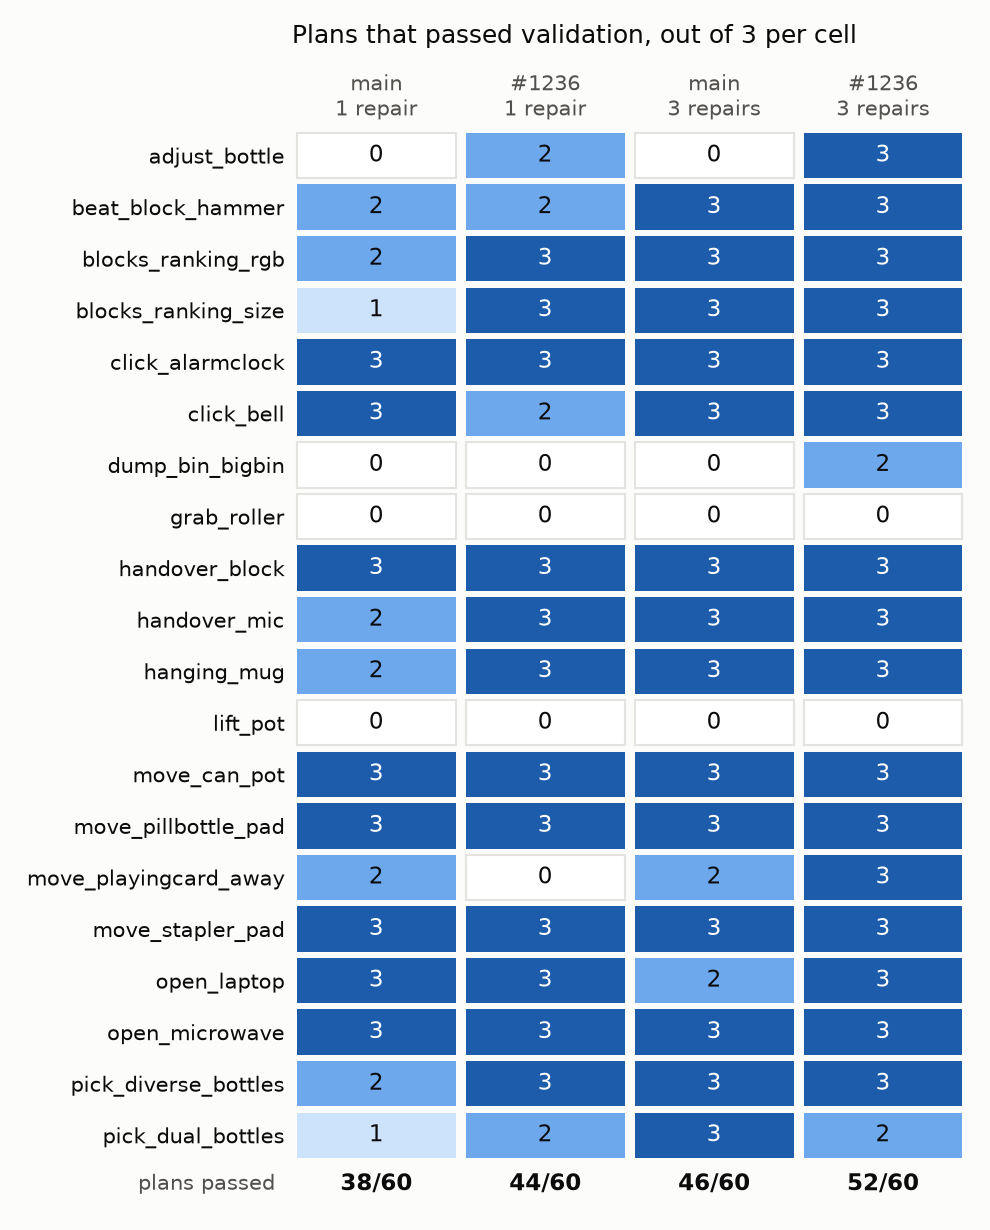 Plans that passed validation, out of 3 per cell
main #1236 main #1236
1 repair 1 repair 3 repairs 3 repairs
adjust_bottle 0 2 0 3
beat_block_hammer 2 2 3 3
blocks_ranking_rgb 2 3 3 3
blocks_ranking_size 1 3 3 3
click_alarmclock 3 3 3 3
click_bell 3 2 3 3
dump_bin_bigbin 0 0 0 2
grab_roller 0 0 0 0
handover_block 3 3 3 3
handover_mic 2 3 3 3
hanging_mug 2 3 3 3
lift_pot 0 0 0 0
move_can_pot 3 3 3 3
move_pillbottle_pad 3 3 3 3
move_playingcard_away 2 0 2 3
move_stapler_pad 3 3 3 3
open_laptop 3 3 2 3
open_microwave 3 3 3 3
pick_diverse_bottles 2 3 3 3
pick_dual_bottles 1 2 3 2
plans passed 38/60 44/60 46/60 52/60